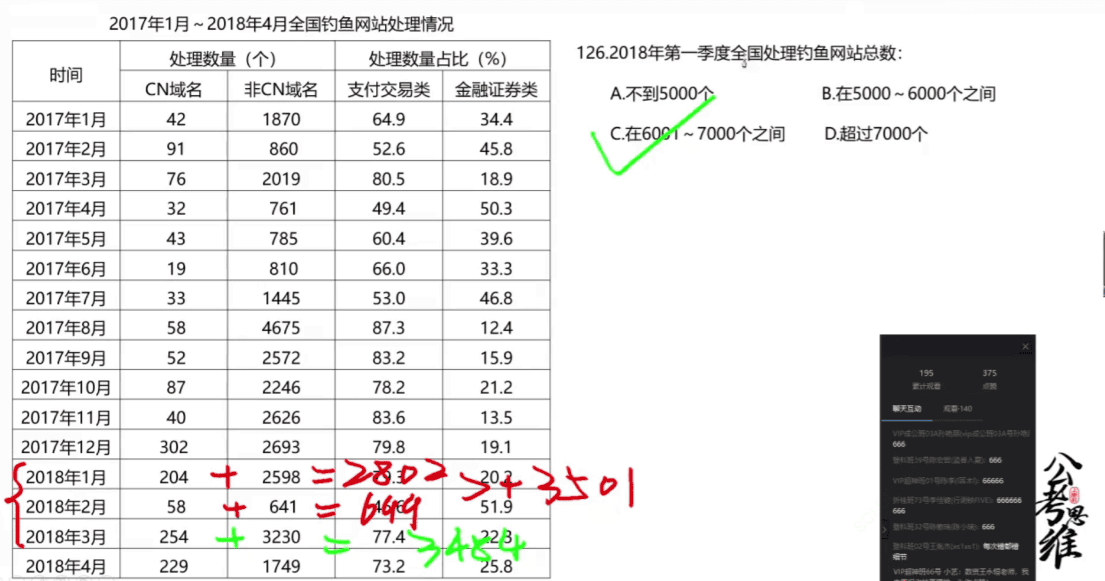 2017年1月～2018年4月全国钓鱼网站处理情况
时间 处理数量（个） 处理数量占比（%）
CN域名 非CN域名 支付交易类 金融证券类
2017年1月 42 1870 64.9 34.4
2017年2月 91 860 52.6 45.8
2017年3月 76 2019 80.5 18.9
2017年4月 32 761 49.4 50.3
2017年5月 43 785 60.4 39.6
2017年6月 19 810 66.0 33.3
2017年7月 33 1445 53.0 46.8
2017年8月 58 4675 87.3 12.4
2017年9月 52 2572 83.2 15.9
2017年10月 87 2246 78.2 21.2
2017年11月 40 2626 83.6 13.5
2017年12月 302 2693 79.8 19.1
2018年1月 204 + 2598 = 2802 20.2 + 3501
2018年2月 58 + 641 = 699 51.9
2018年3月 254 + 3230 = 77.4 3484 22.3
2018年4月 229 1749 73.2 25.8
126.2018年第一季度全国处理钓鱼网站总数：
A.不到5000个 B.在5000～6000个之间
C.在6001～7000个之间 D.超过7000个
195 375
累计观看 点赞
聊天互动 观看·140
666
666
66666
666666
666
666
每次错都错
细节
公考思维